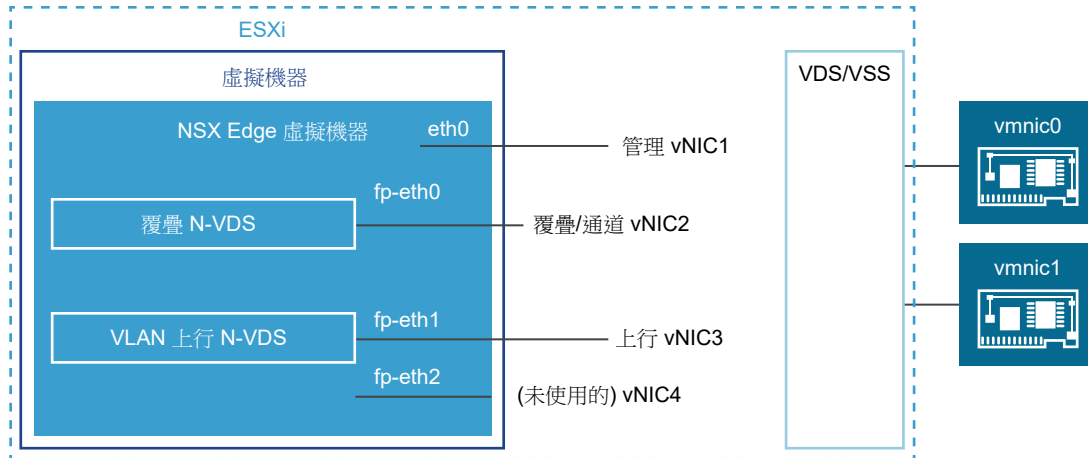 ESXi
虛擬機器
VDS/VSS
NSX Edge 虛擬機器
eth0
管理 vNIC1
vmnic0
fp-eth0
覆疊 N-VDS
覆疊/通道 vNIC2
vmnic1
fp-eth1
VLAN 上行 N-VDS
上行 vNIC3
fp-eth2
(未使用的) vNIC4